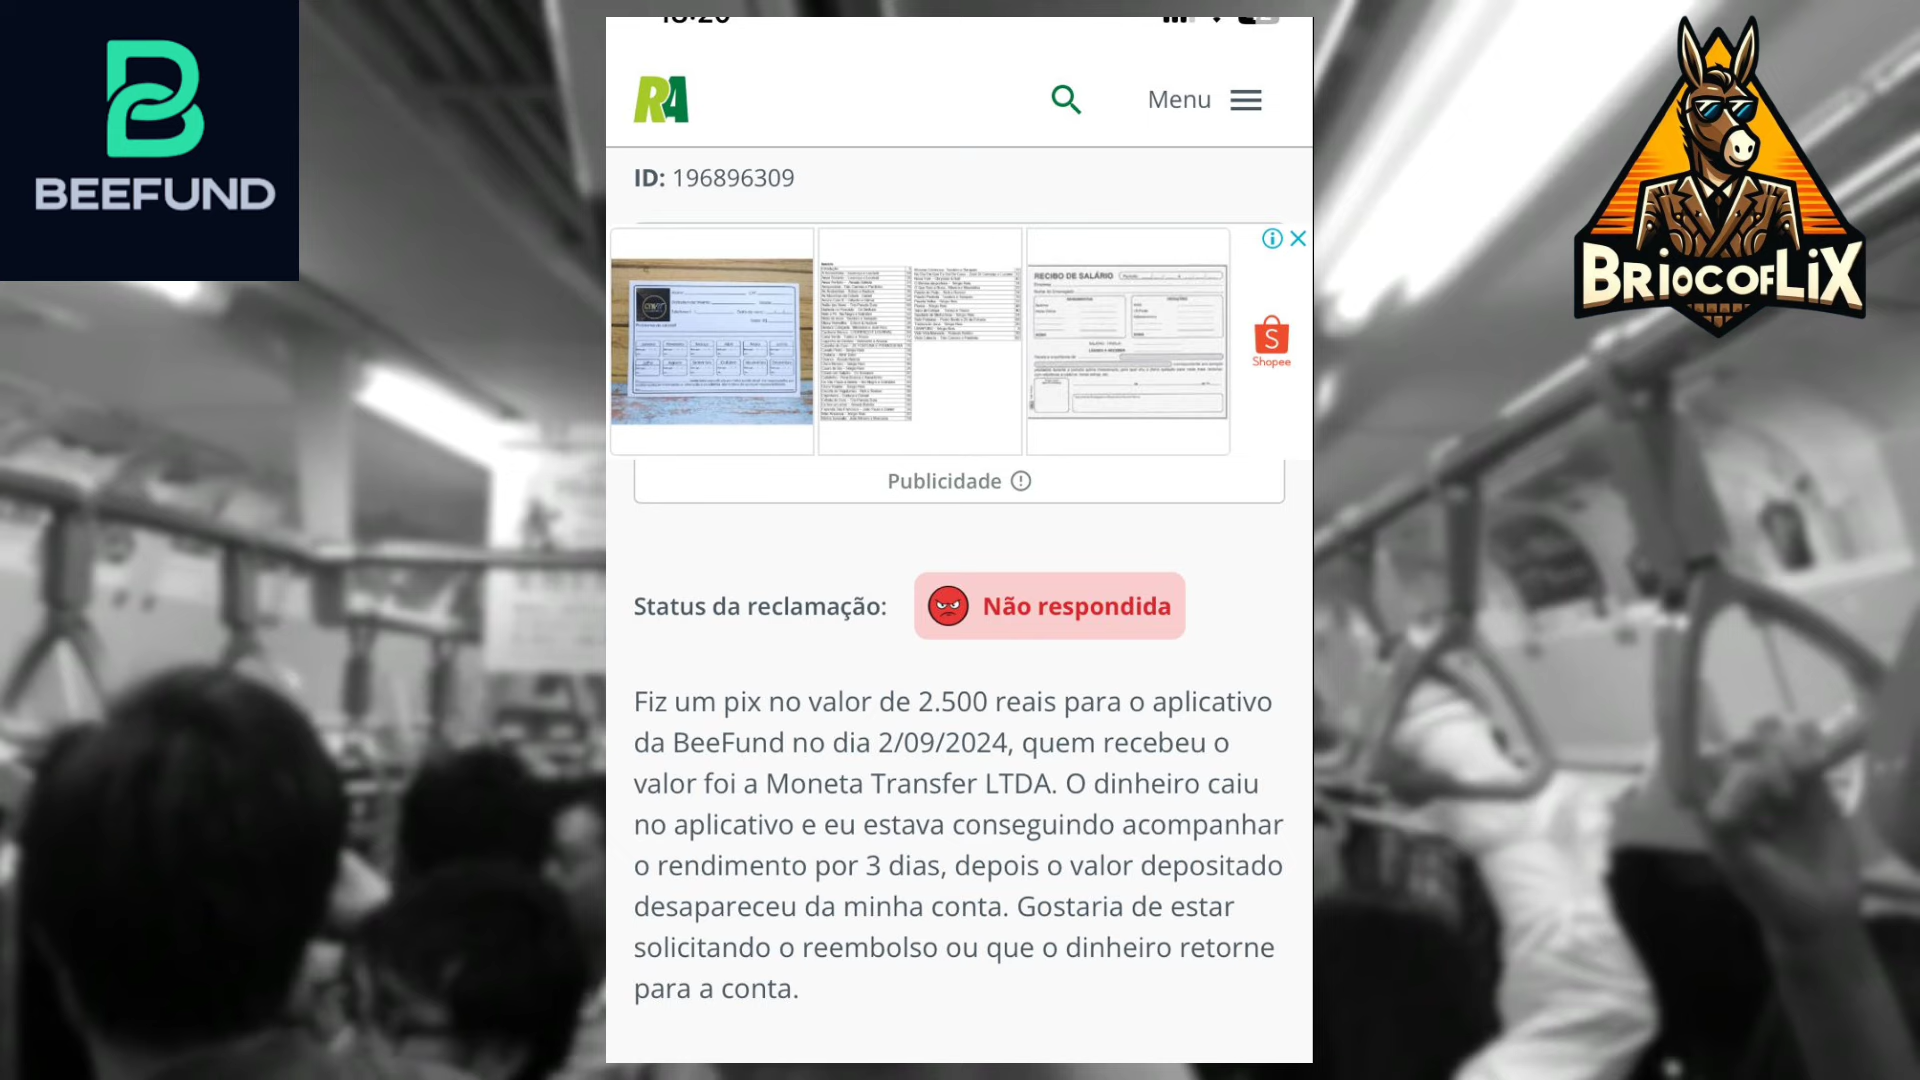 BEEFUND
BRIOCOFLIX
RA
Menu
ID: 196896309
RECIBO DE SALÁRIO
Shopee
Publicidade
Status da reclamação:
Não respondida
Fiz um pix no valor de 2.500 reais para o aplicativo
da BeeFund no dia 2/09/2024, quem recebeu o
valor foi a Moneta Transfer LTDA. O dinheiro caiu
no aplicativo e eu estava conseguindo acompanhar
o rendimento por 3 dias, depois o valor depositado
desapareceu da minha conta. Gostaria de estar
solicitando o reembolso ou que o dinheiro retorne
para a conta.